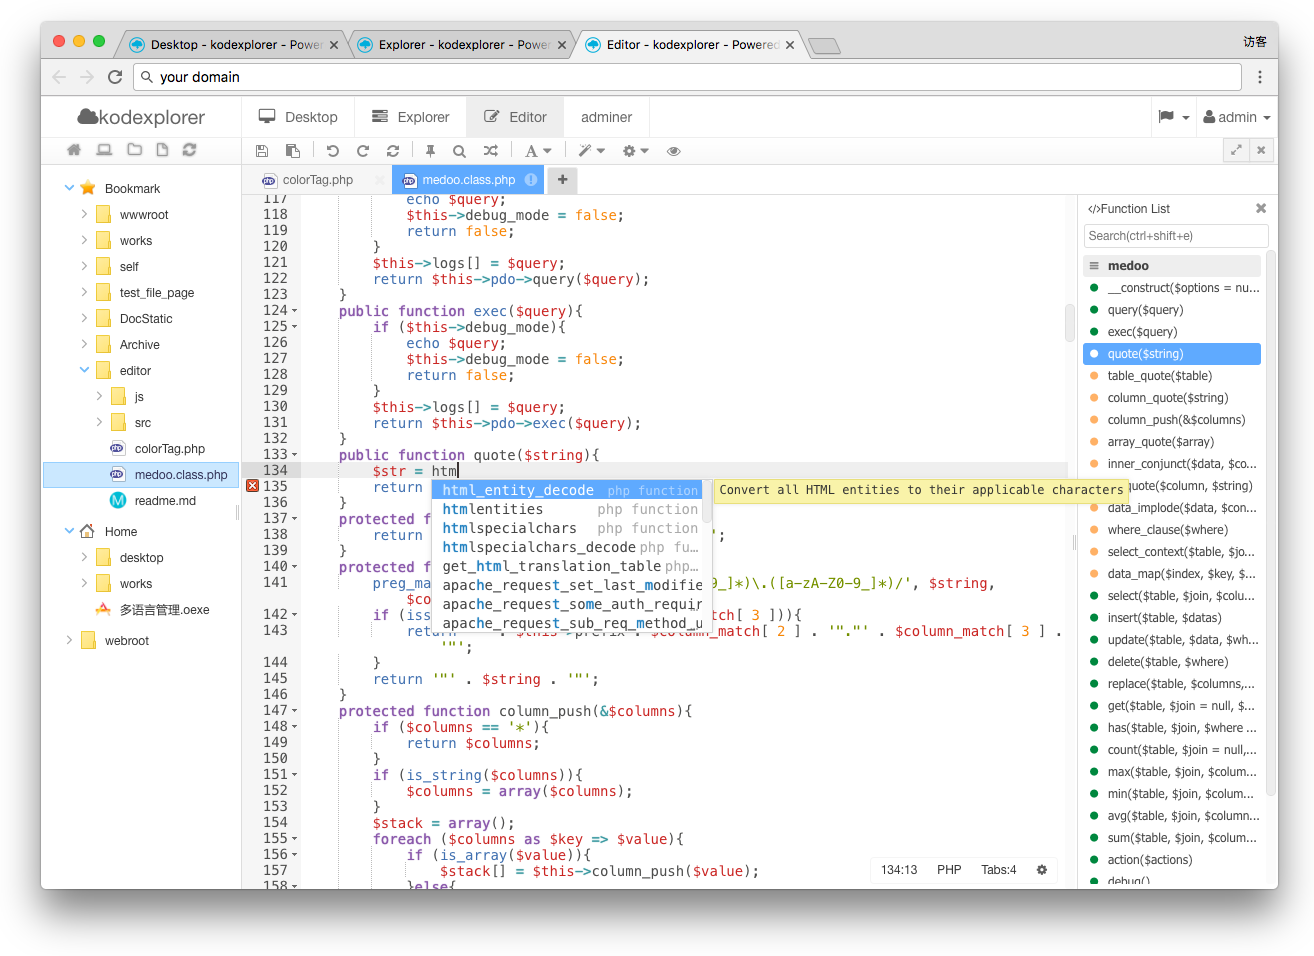 Desktop - kodexplorer - Power
Explorer - kodexplorer - Powe
Editor - kodexplorer - Powered
访客
your domain
kodexplorer
Desktop
Explorer
Editor
adminer
admin
colorTag.php
medoo.class.php
Bookmark
wwwroot
works
self
test_file_page
DocStatic
Archive
editor
js
src
colorTag.php
medoo.class.php
readme.md
Home
desktop
works
多语言管理.oexe
webroot
117 echo $query;
118 $this->debug_mode = false;
119 return false;
120 }
121 $this->logs[] = $query;
122 return $this->pdo->query($query);
123 }
124 public function exec($query){
125 if ($this->debug_mode){
126 echo $query;
127 $this->debug_mode = false;
128 return false;
129 }
130 $this->logs[] = $query;
131 return $this->pdo->exec($query);
132 }
133 public function quote($string){
134 $str = htm
135 return
136 }
137 protected f
138 return ";
139 }
140 protected f
141 preg_ma 9_]*)\.([a-zA-Z0-9_]*)/', $string,
$co
142 if (iss tch[ 3 ])){
143 return . $this->prefix . $column_match[ 2 ] . '"."' . $column_match[ 3 ] .
'"';
144 }
145 return '"' . $string . '"';
146 }
147 protected function column_push(&$columns){
148 if ($columns == '*'){
149 return $columns;
150 }
151 if (is_string($columns)){
152 $columns = array($columns);
153 }
154 $stack = array();
155 foreach ($columns as $key => $value){
156 if (is_array($value)){
157 $stack[] = $this->column_push($value);
158 }else{
html_entity_decode php function
htmlentities php function
htmlspecialchars php function
htmlspecialchars_decode php fu...
get_html_translation_table php...
apache_request_set_last_modifie
apache_request_some_auth_requir
apache_request_sub_req_method_u
Convert all HTML entities to their applicable characters
134:13 PHP Tabs:4
</>Function List
Search(ctrl+shift+e)
medoo
__construct($options = nu...
query($query)
exec($query)
quote($string)
table_quote($table)
column_quote($string)
column_push(&$columns)
array_quote($array)
inner_conjunct($data, $co...
quote($column, $string)
data_implode($data, $con...
where_clause($where)
select_context($table, $jo...
data_map($index, $key, $...
select($table, $join, $colu...
insert($table, $datas)
update($table, $data, $wh...
delete($table, $where)
replace($table, $columns,...
get($table, $join = null, $...
has($table, $join, $where ...
count($table, $join = null,...
max($table, $join, $colum...
min($table, $join, $colum...
avg($table, $join, $column...
sum($table, $join, $colum...
action($actions)
debug()